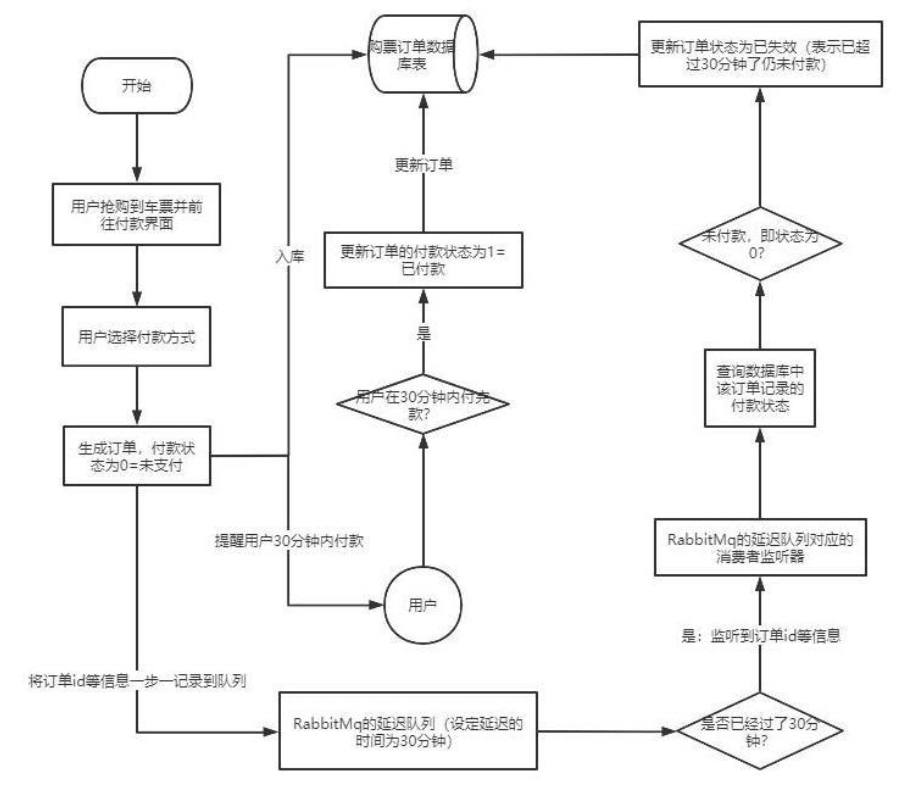 开始
用户抢购到车票并前
往付款界面
用户选择付款方式
生成订单，付款状
态为0=未支付
入库
提醒用户30分钟内付款
将订单id等信息一步一记录到队列
购票订单数据
库表
更新订单
更新订单的付款状态为1=
已付款
是
用户在30分钟内付完
款？
用户
RabbitMq的延迟队列（设定延迟的
时间为30分钟）
是否已经过了30分
钟？
是：监听到订单id等信息
RabbitMq的延迟队列对应的
消费者监听器
查询数据库中
该订单记录的
付款状态
未付款，即状态为
0？
更新订单状态为已失效（表示已超
过30分钟了仍未付款）